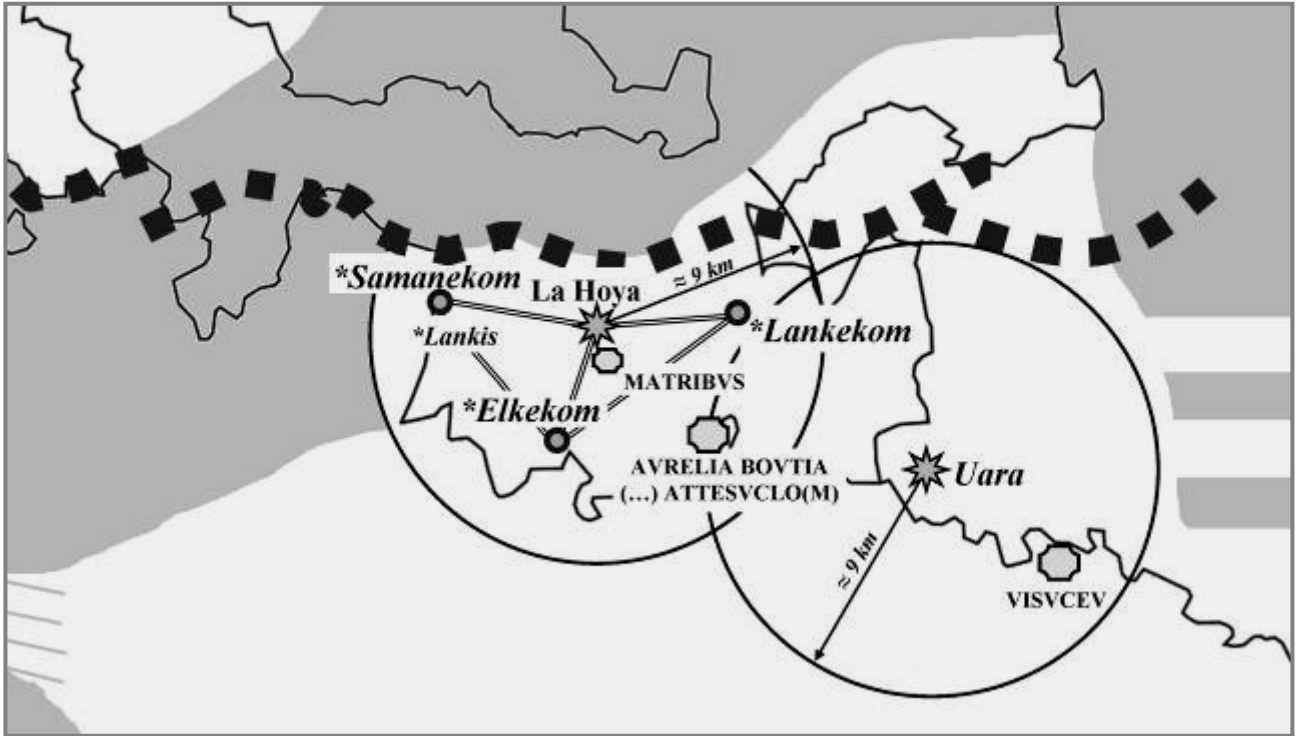 *Samanekom
La Hoya
≈ 9 km
*Lankis
*Lankekom
MATRIBVS
*Elkekom
AVRELIA BOVTIA
(...) ATTESVCLO(M)
Uara
≈ 9 km
VISVCEV